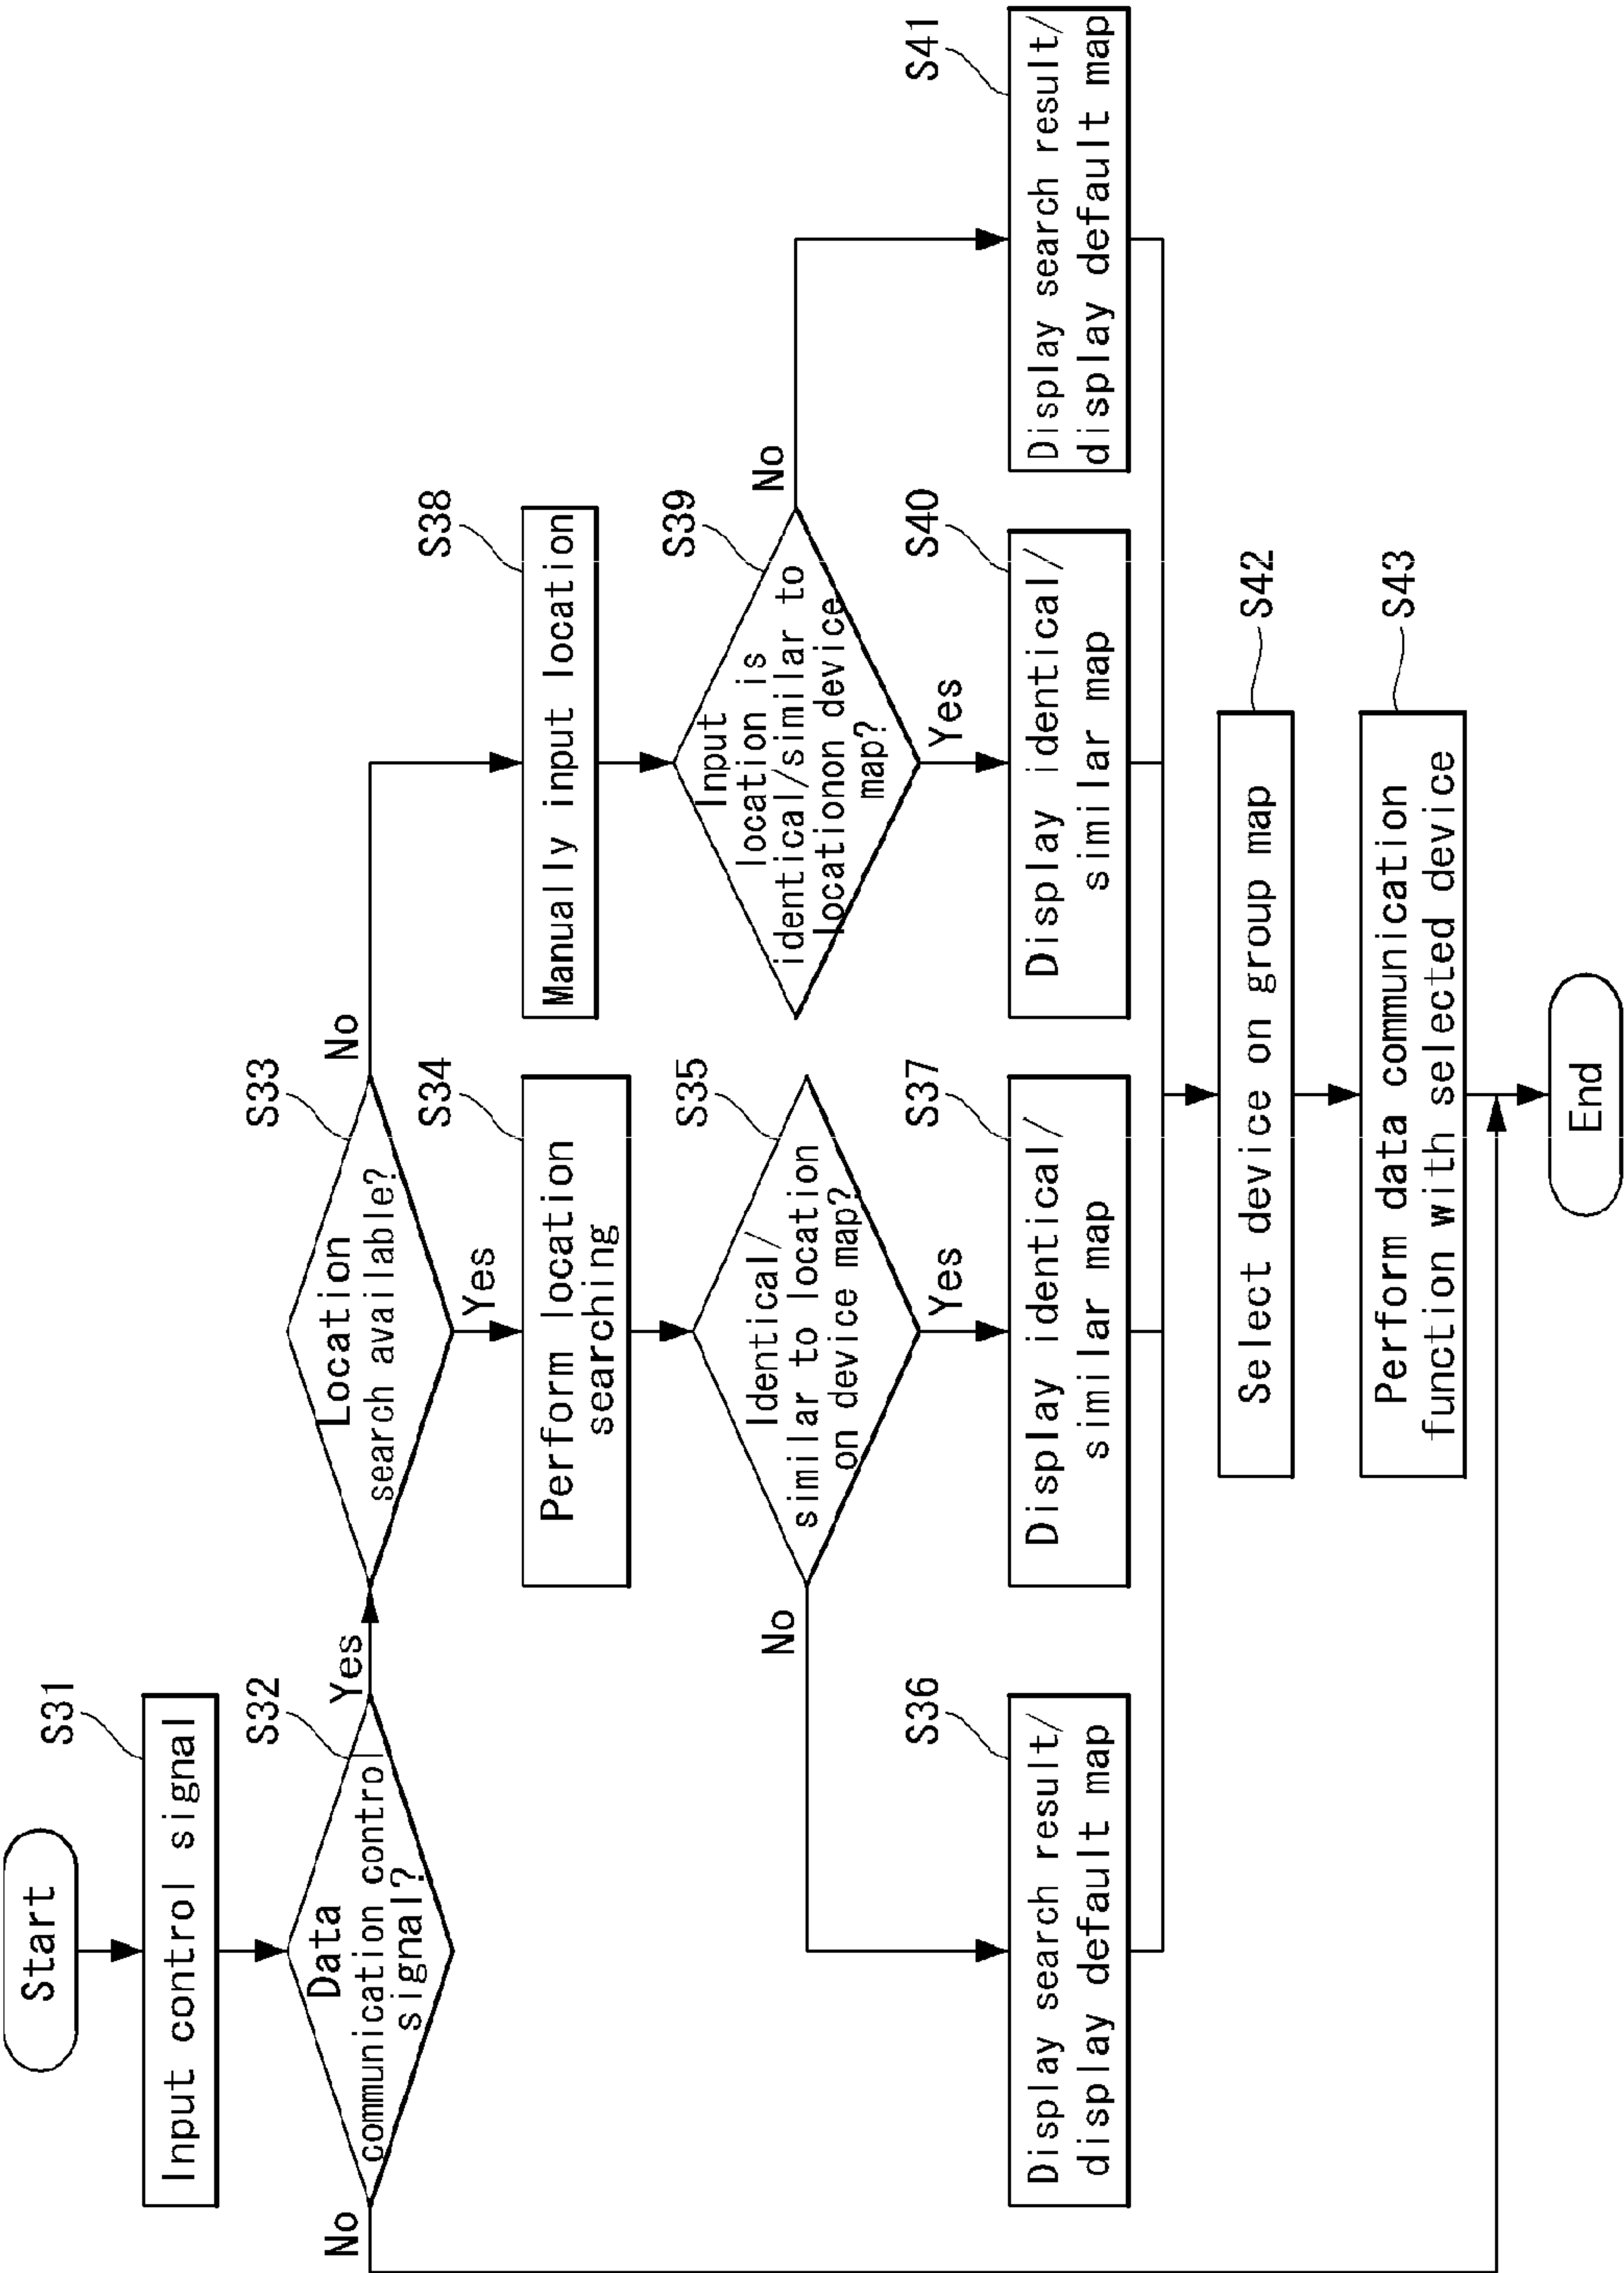 Start
S31
Input control signal
S32
Data
communication control
signal?
No
Yes
S33
Location
search available?
No
Yes
S34
Perform location
searching
S38
Manually input location
S35
Identical/
similar to location
on device map?
No
Yes
S39
Input
location is
identical/similar to
locationon device
map?
No
Yes
S36
Display search result/
display default map
S37
Display identical/
similar map
S40
Display identical/
similar map
S41
Display search result/
display default map
S42
Select device on group map
S43
Perform data communication
function with selected device
End